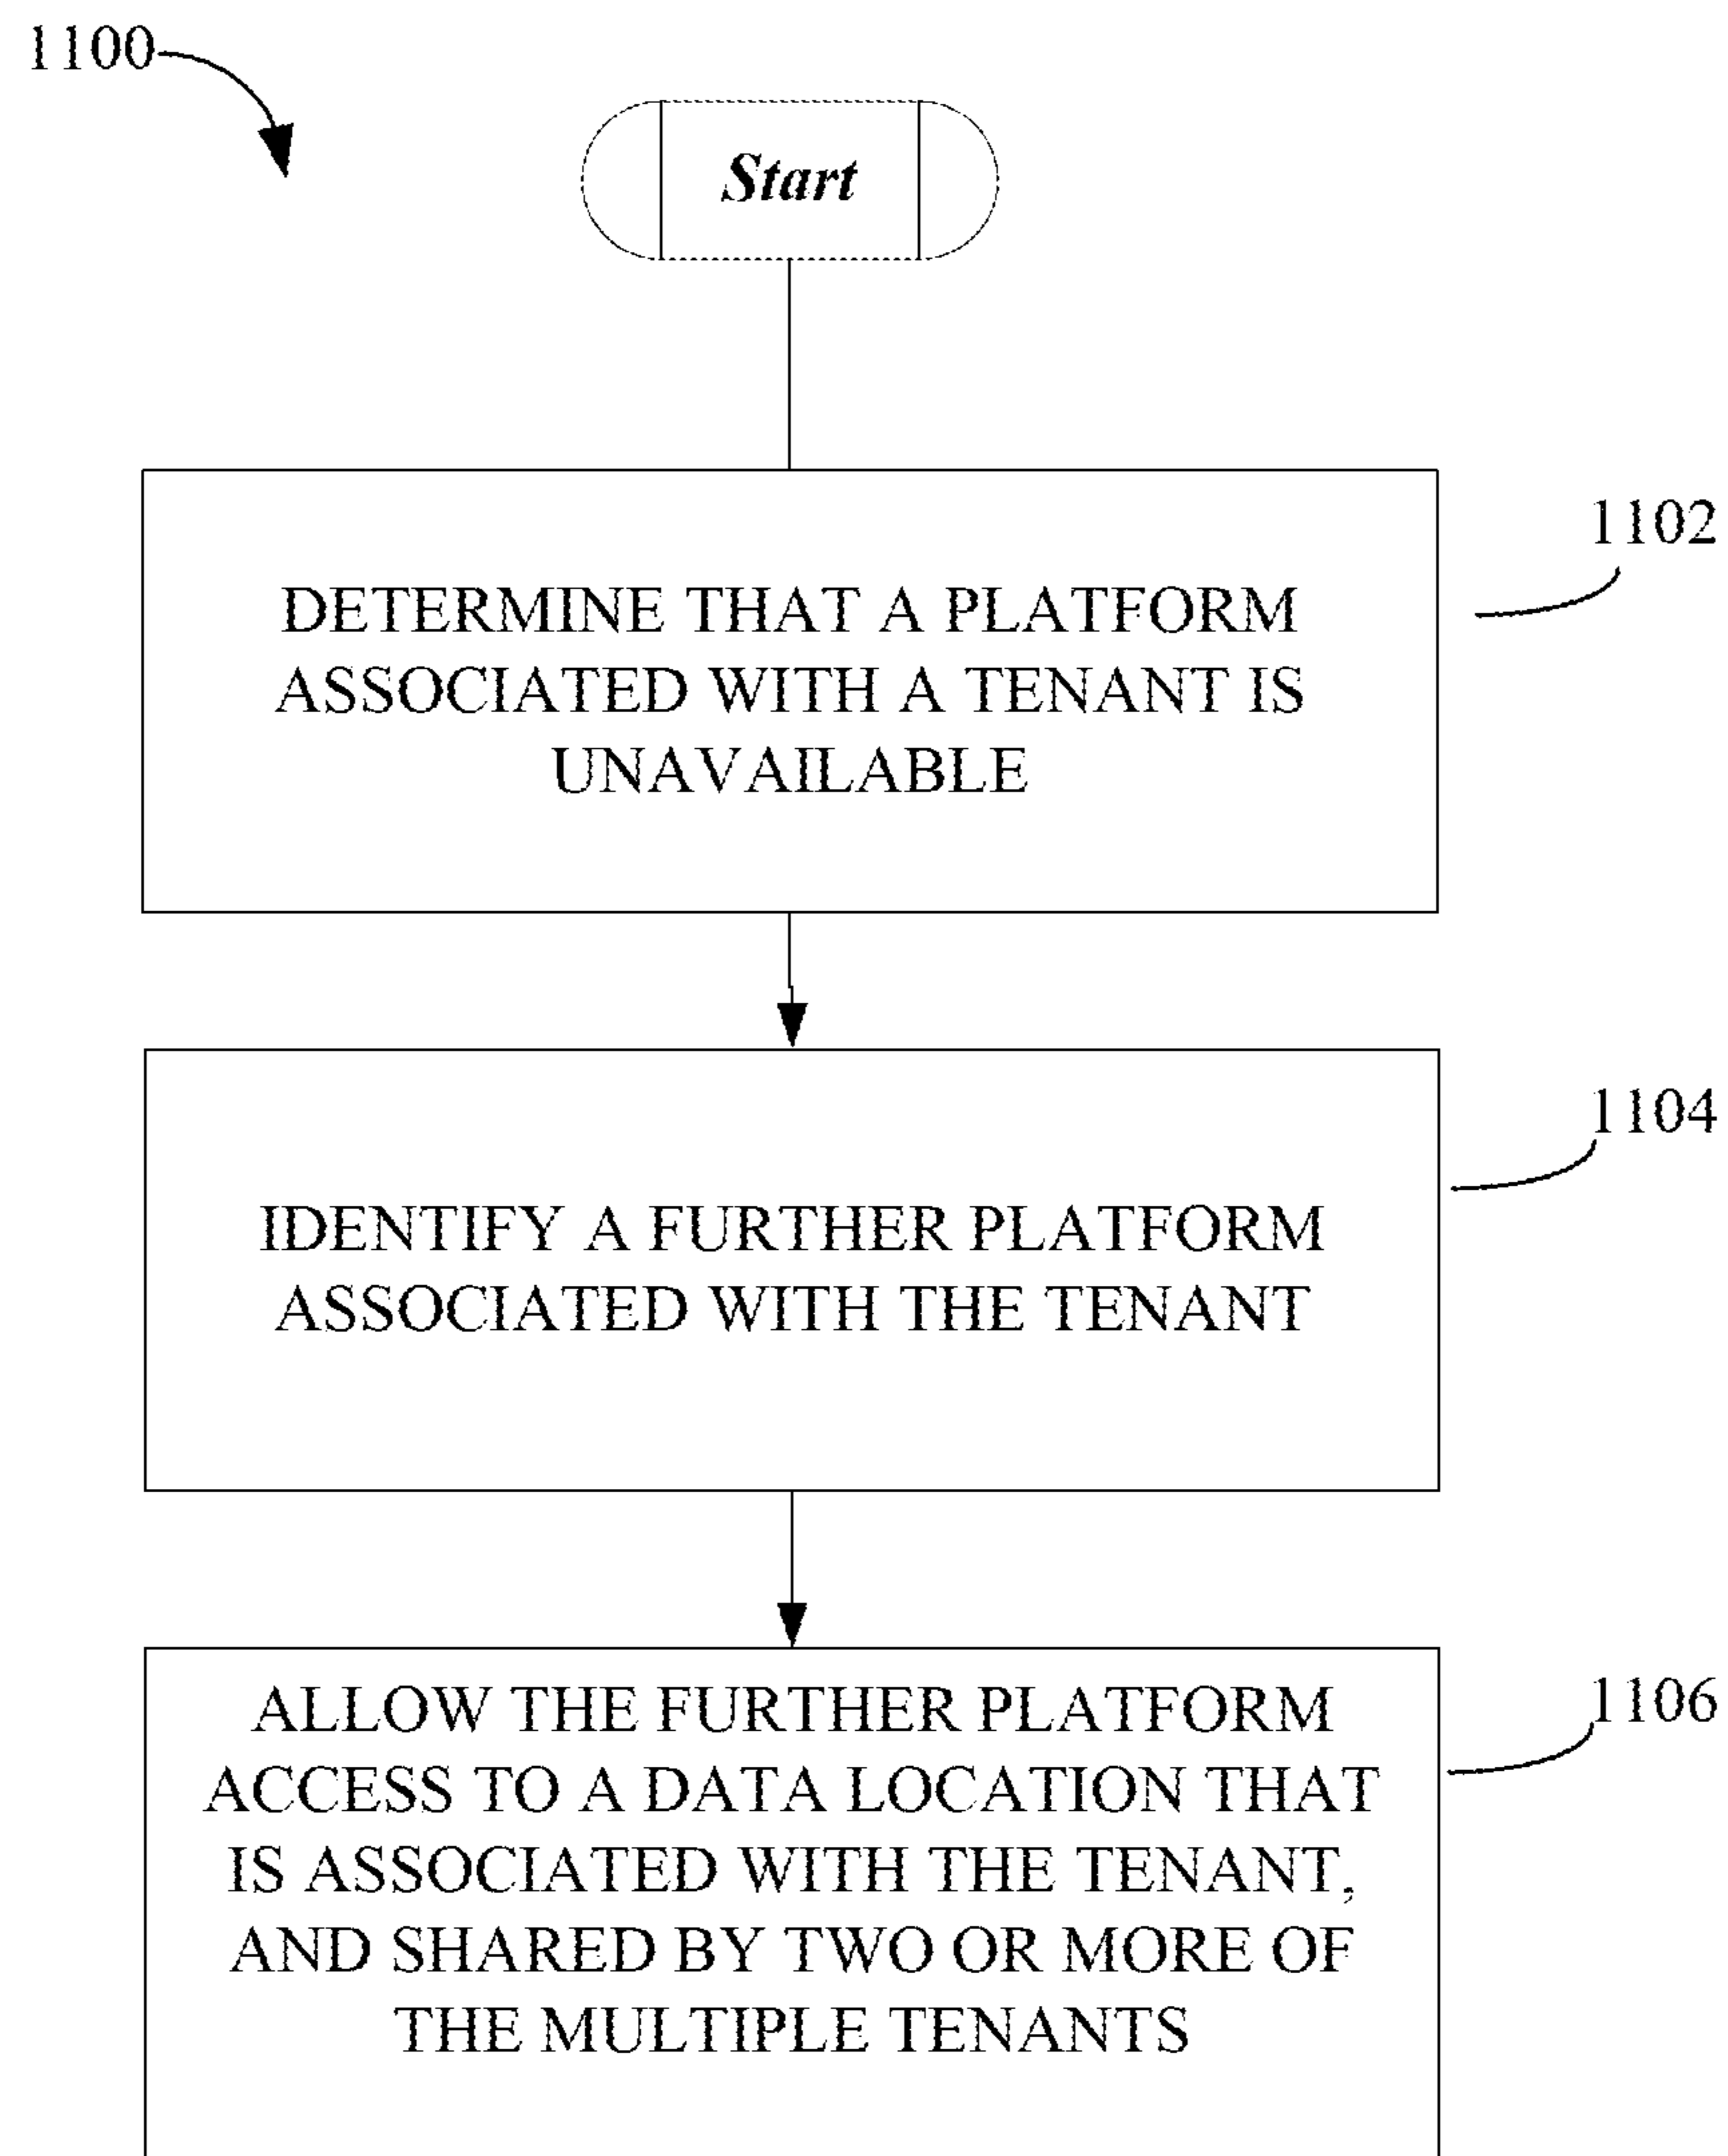 1100
Start
1102
DETERMINE THAT A PLATFORM
ASSOCIATED WITH A TENANT IS
UNAVAILABLE
1104
IDENTIFY A FURTHER PLATFORM
ASSOCIATED WITH THE TENANT
1106
ALLOW THE FURTHER PLATFORM
ACCESS TO A DATA LOCATION THAT
IS ASSOCIATED WITH THE TENANT,
AND SHARED BY TWO OR MORE OF
THE MULTIPLE TENANTS